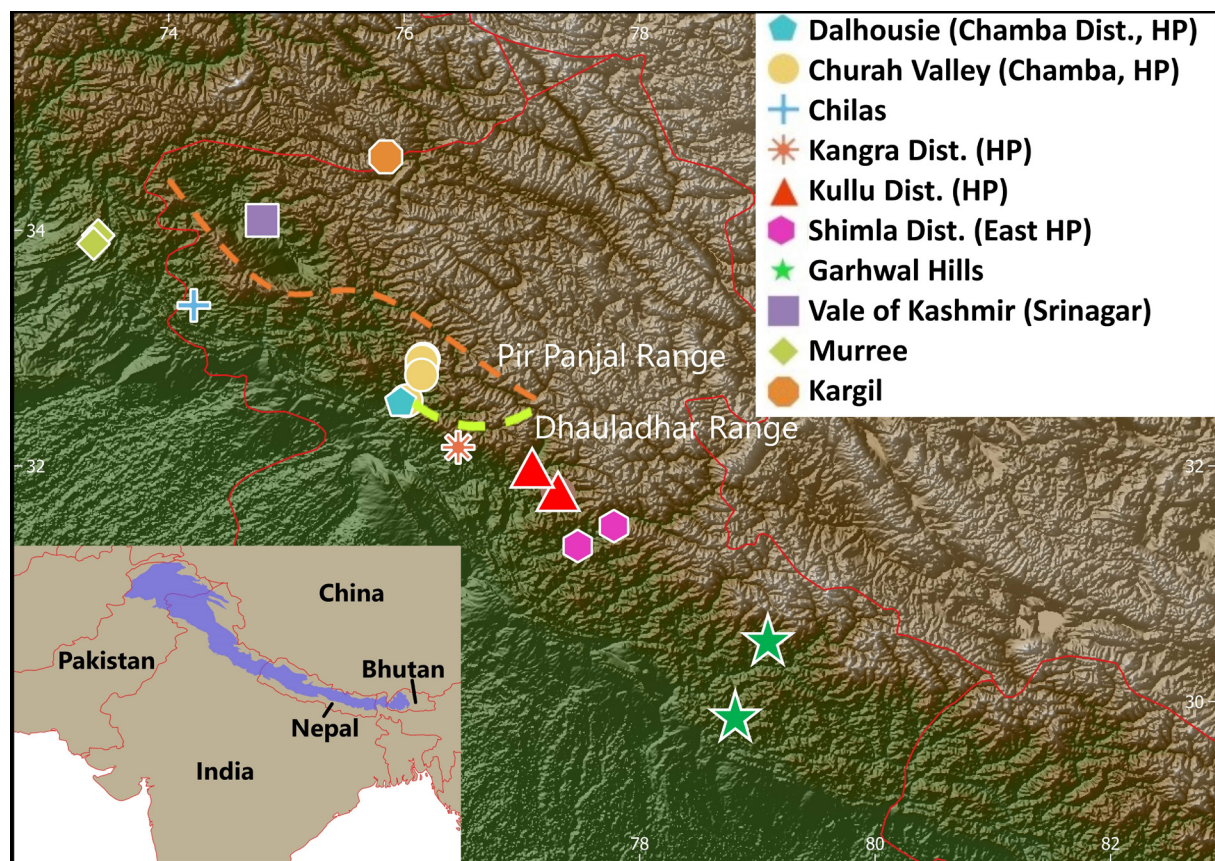 74
76
78
Dalhousie (Chamba Dist., HP)
Churah Valley (Chamba, HP)
Chilas
Kangra Dist. (HP)
Kullu Dist. (HP)
Shimla Dist. (East HP)
Garhwal Hills
Vale of Kashmir (Srinagar)
Murree
Kargil
34
Pir Panjal Range
Dhauladhar Range
32
32
China
Pakistan
Bhutan
Nepal
India
30
78
80
82